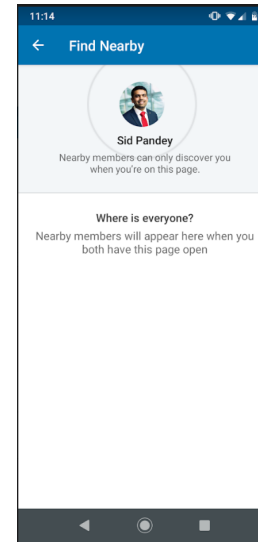 11:14
Find Nearby
Sid Pandey
Nearby members can only discover you
when you're on this page.
Where is everyone?
Nearby members will appear here when you
both have this page open